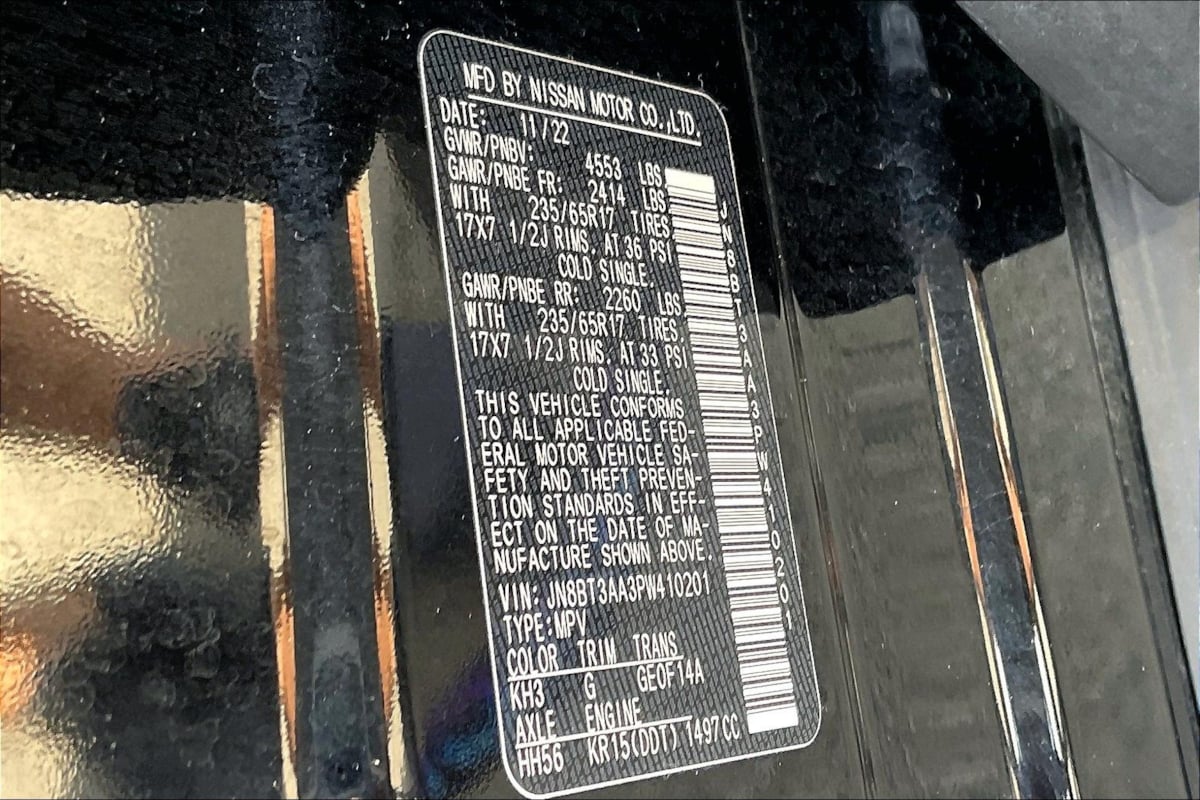 MFD BY NISSAN MOTOR CO.,LTD.
DATE: 11/22
GVWR/PNBV: 4553 LBS
GAWR/PNBE FR: 2414 LBS
WITH 235/65R17 TIRES
17X7 1/2J RIMS, AT 36 PSI
COLD SINGLE.
GAWR/PNBE RR: 2260 LBS
WITH 235/65R17 TIRES
17X7 1/2J RIMS, AT 33 PSI
COLD SINGLE.
THIS VEHICLE CONFORMS
TO ALL APPLICABLE FED-
ERAL MOTOR VEHICLE SA-
FETY AND THEFT PREVEN-
TION STANDARDS IN EFF-
ECT ON THE DATE OF MA-
NUFACTURE SHOWN ABOVE.
VIN: JN8BT3AA3PW410201
TYPE:MPV
COLOR TRIM TRANS
KH3 G GE0F14A
AXLE ENGINE
HH56 KR15(DDT) 1497CC
JN8BT3AA3PW410201